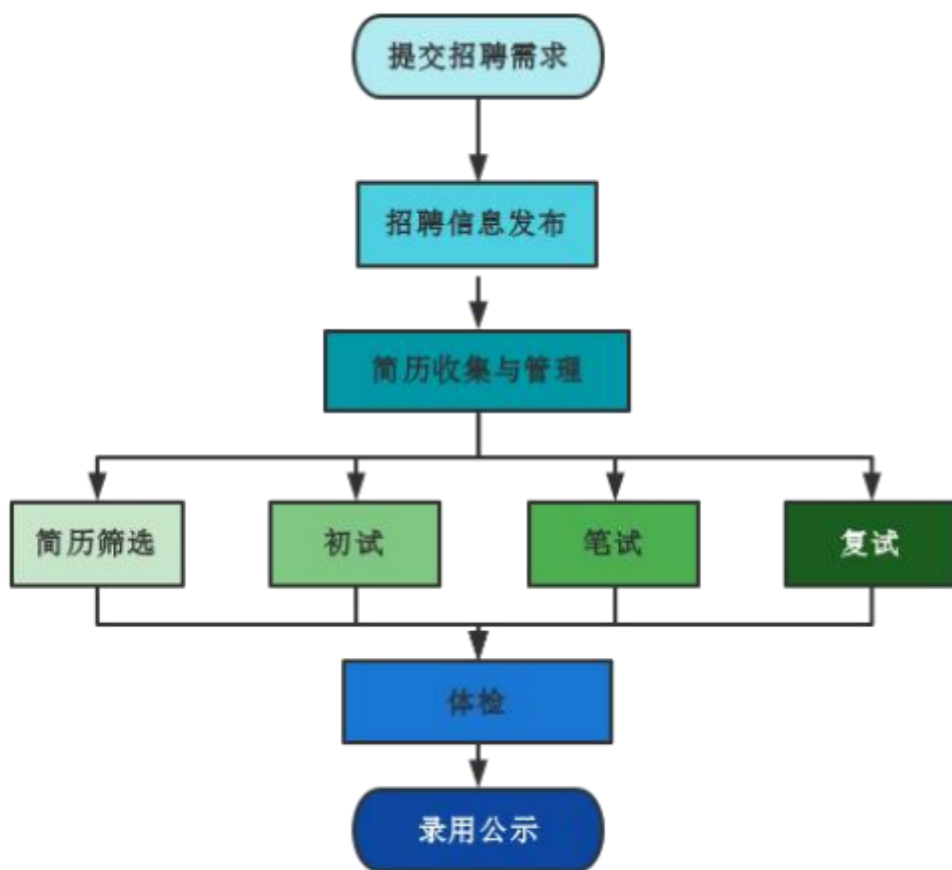 提交招聘需求
招聘信息发布
简历收集与管理
简历筛选
初试
笔试
复试
体检
录用公示